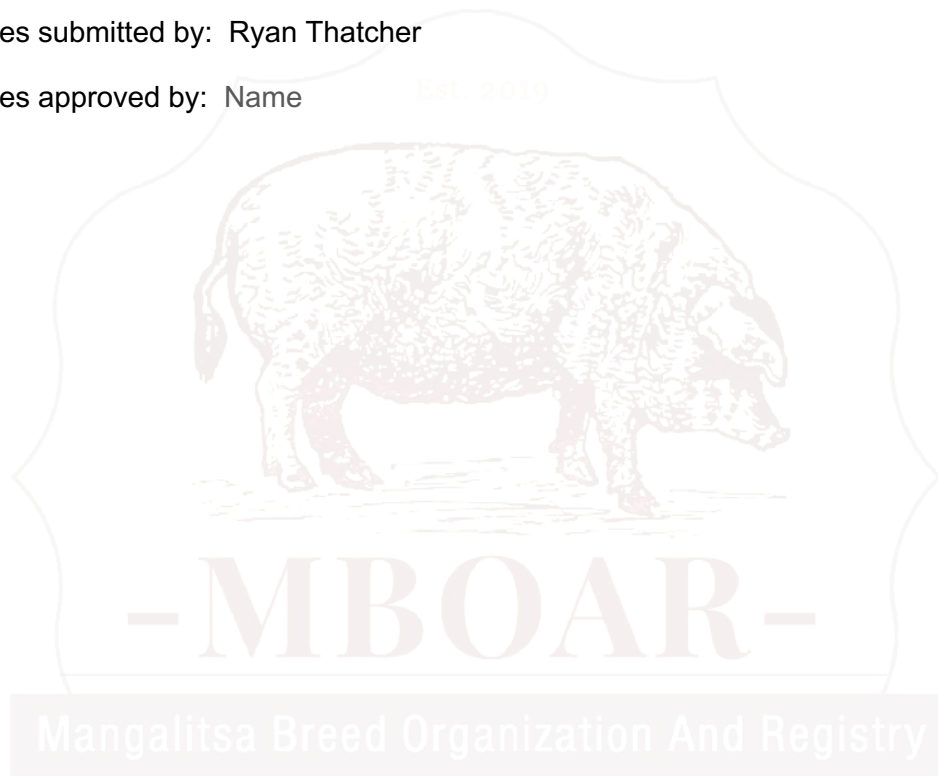 es submitted by: Ryan Thatcher
Est. 2019
es approved by: Name
-MBOAR-
Mangalitsa Breed Organization And Registry